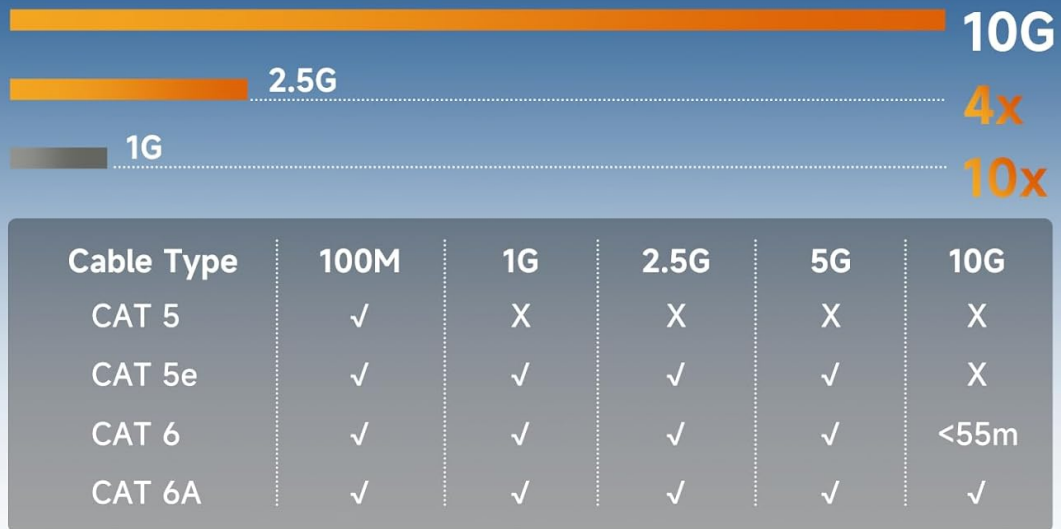 10G
2.5G
4x
1G
10x
Cable Type 100M 1G 2.5G 5G 10G
CAT 5 √ X X X X
CAT 5e √ √ √ √ X
CAT 6 √ √ √ √ <55m
CAT 6A √ √ √ √ √